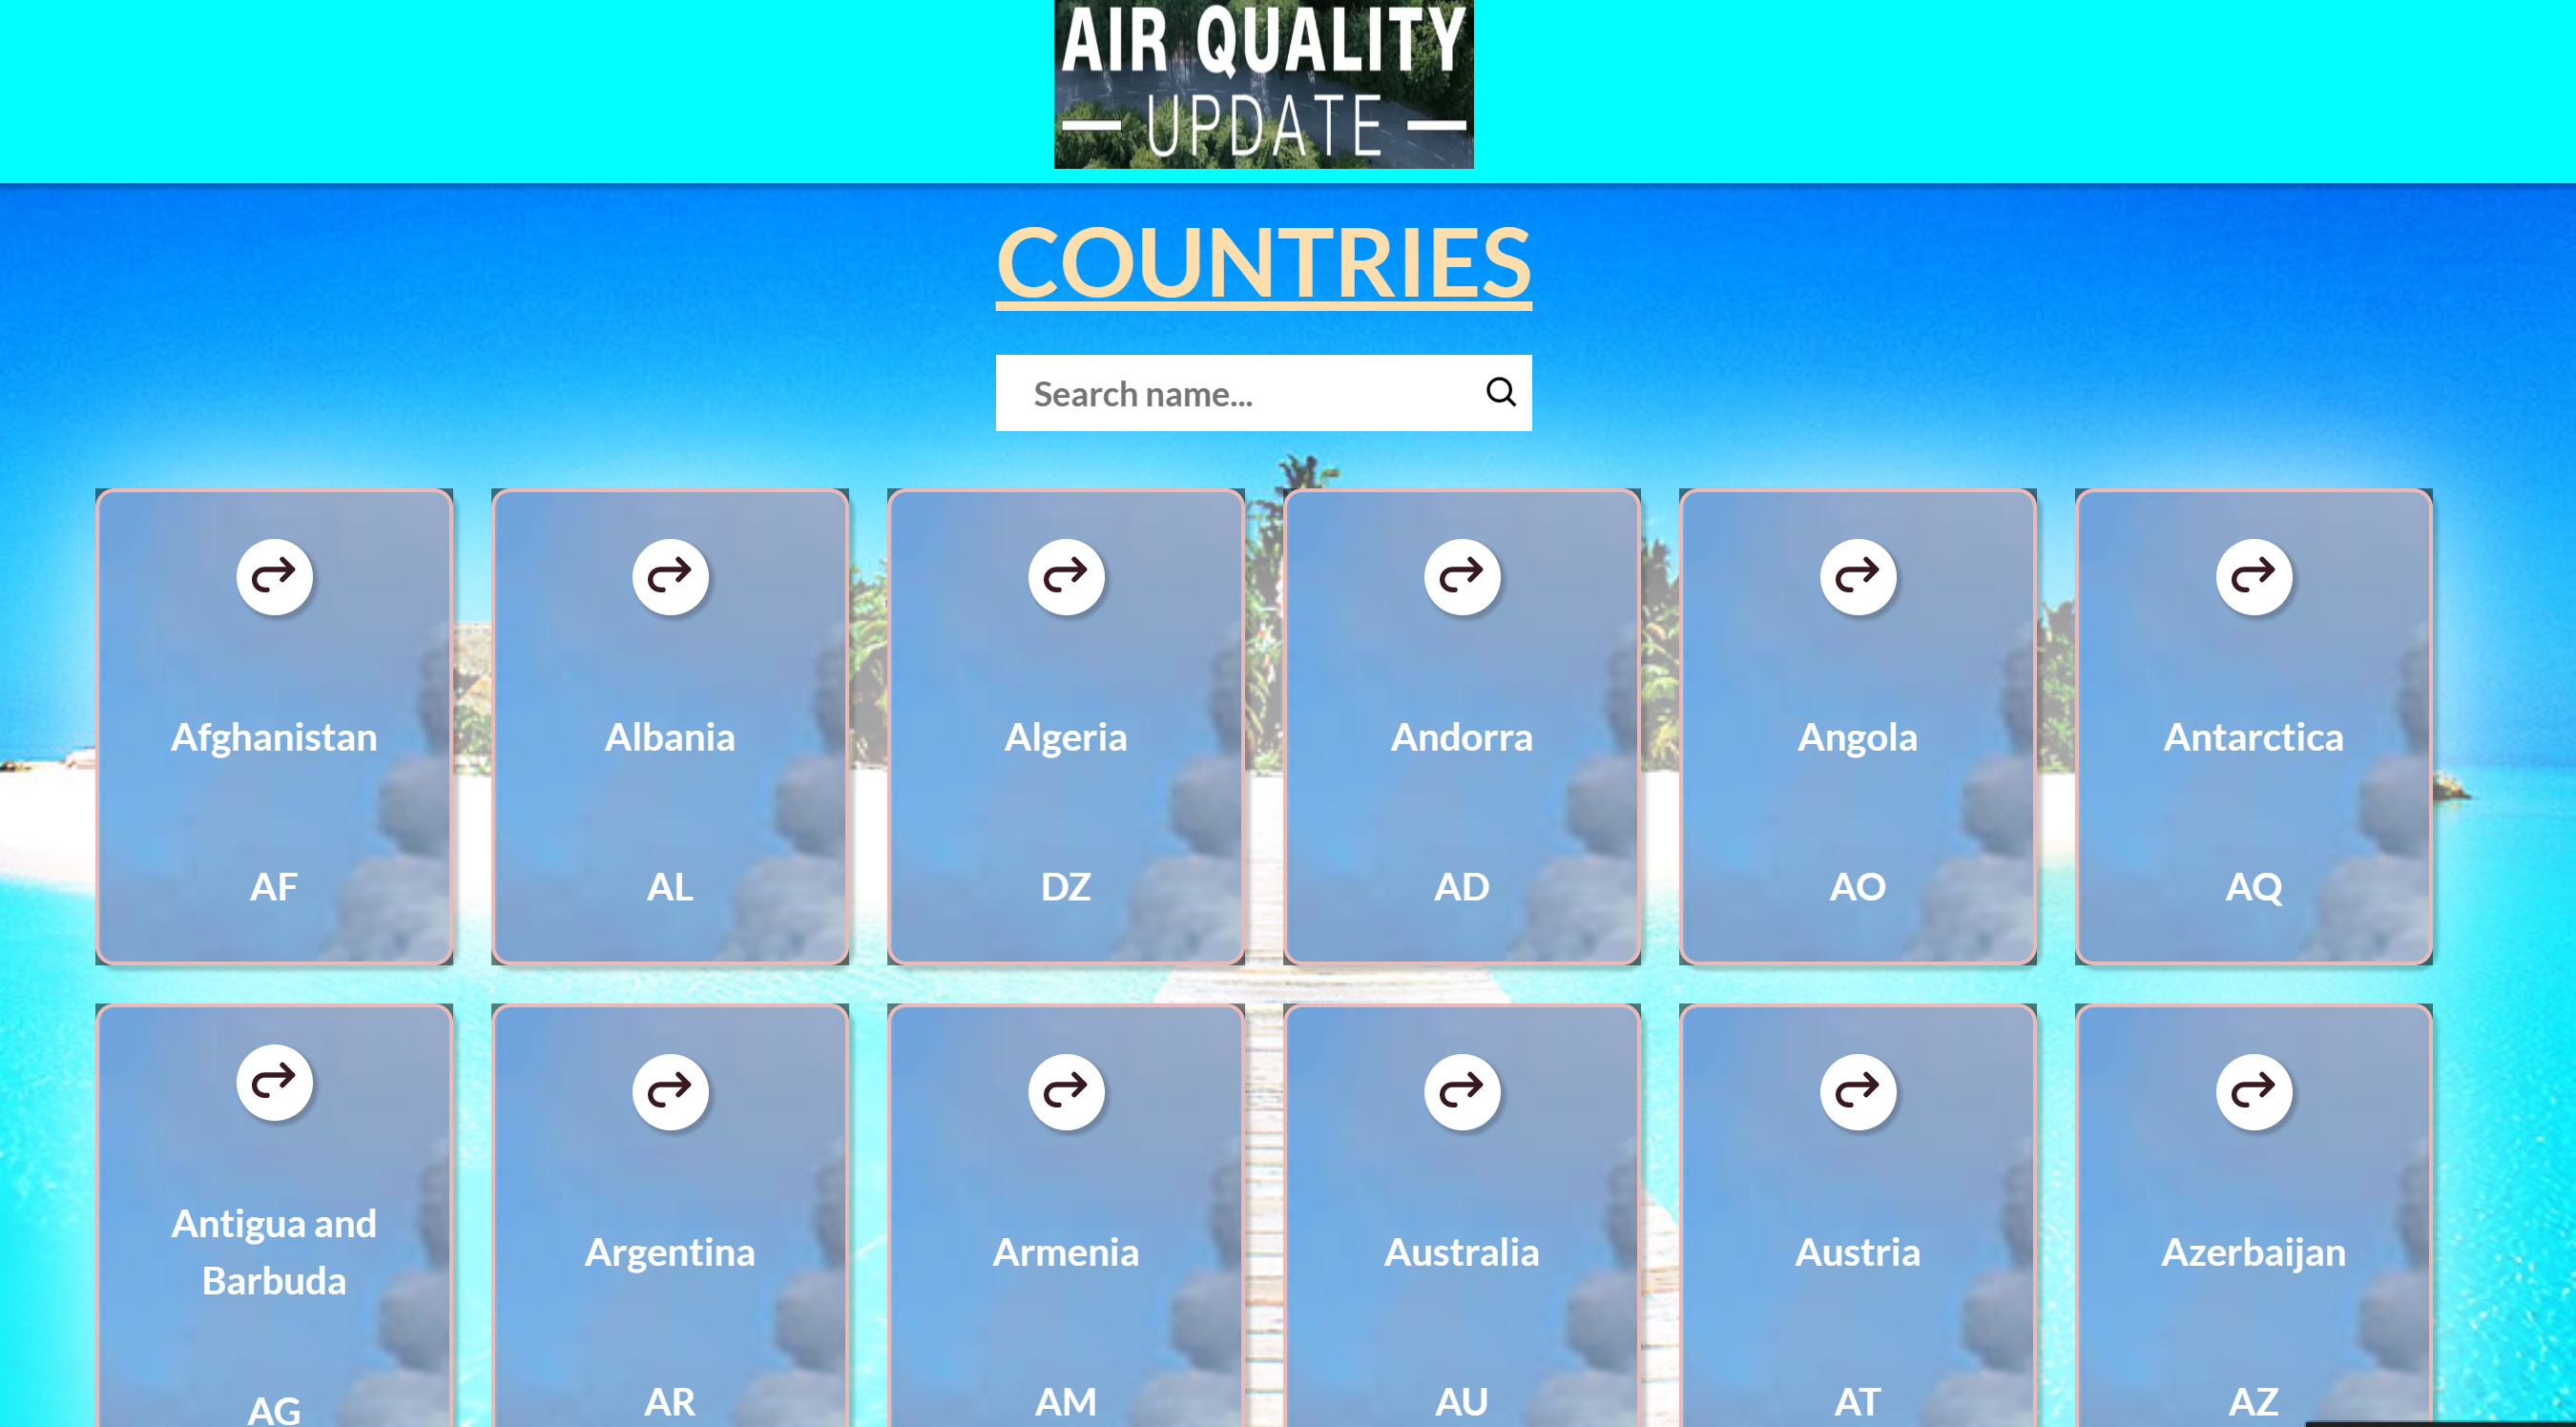 AIR QUALITY
UPDATE
COUNTRIES
Search name...
Afghanistan
AF
Albania
AL
Algeria
DZ
Andorra
AD
Angola
AO
Antarctica
AQ
Antigua and
Barbuda
AG
Argentina
AR
Armenia
AM
Australia
AU
Austria
AT
Azerbaijan
AZ